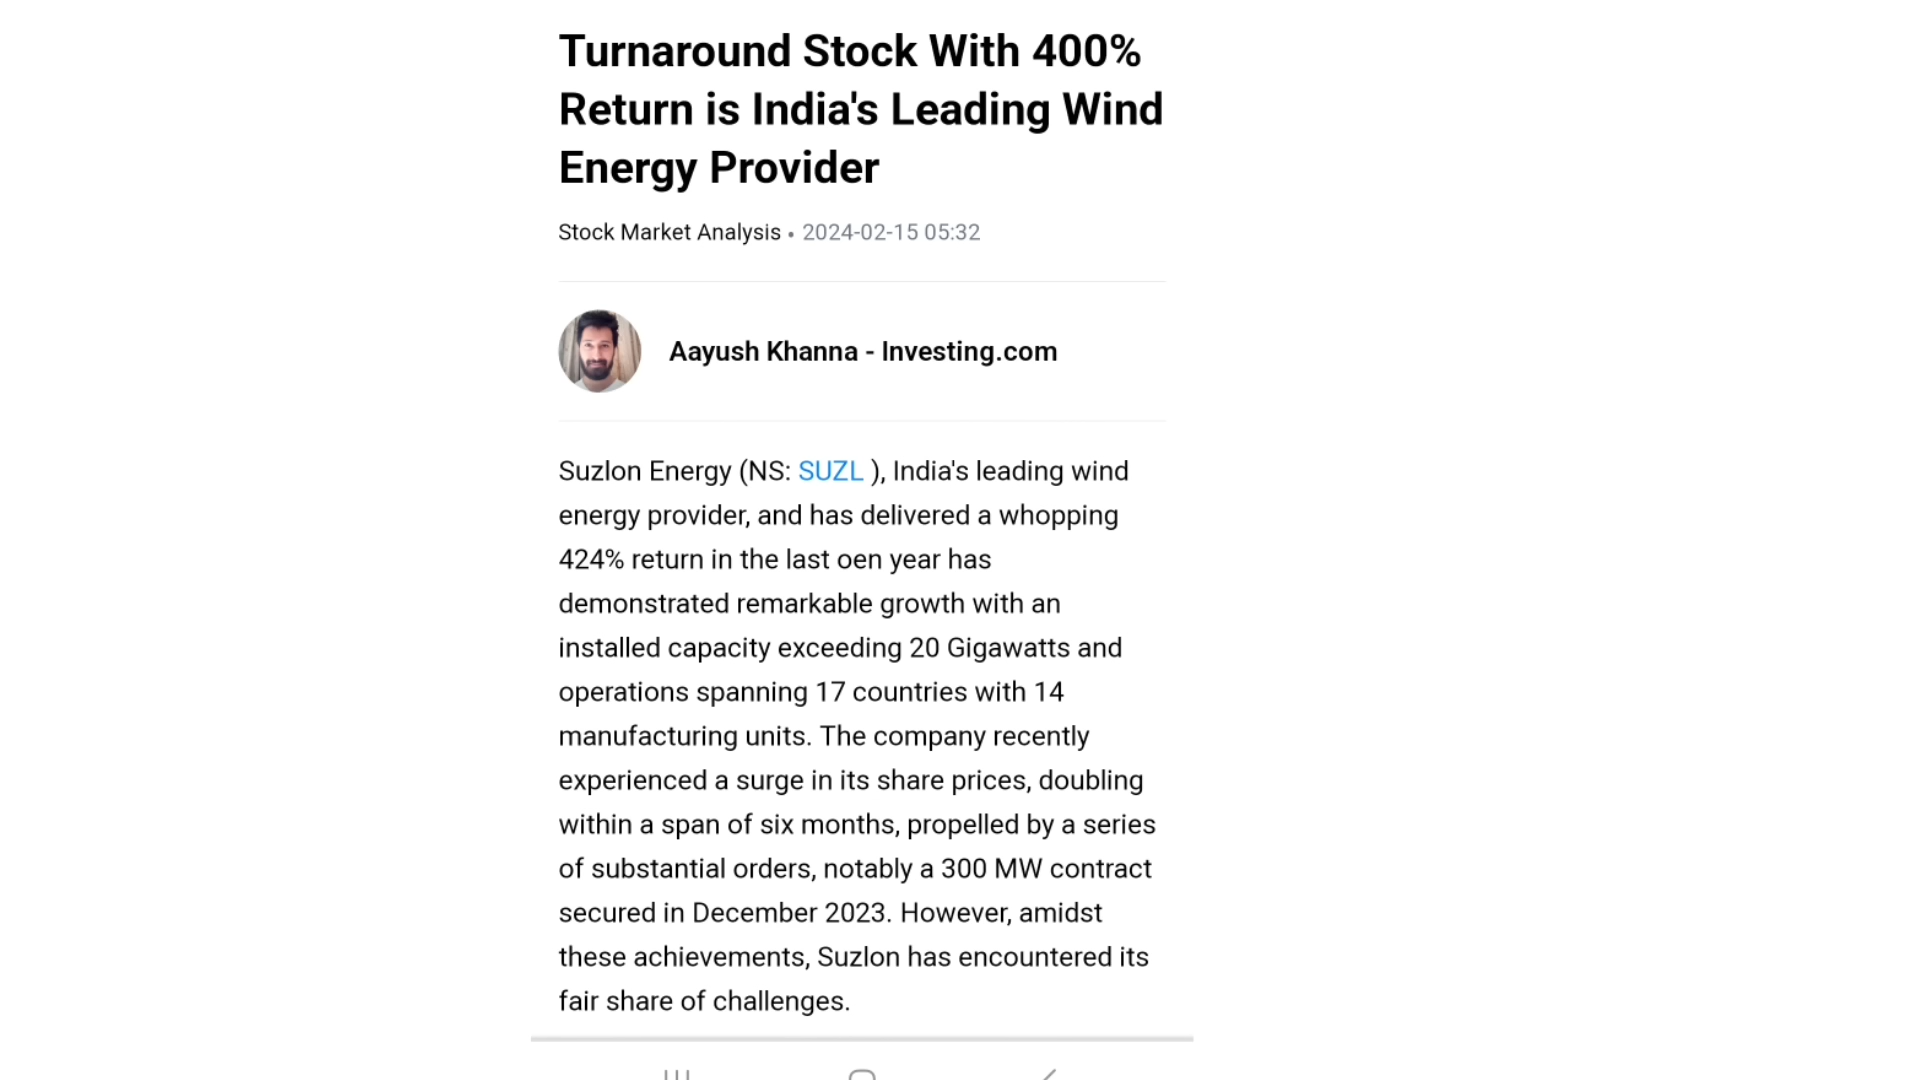 Turnaround Stock With 400%
Return is India's Leading Wind
Energy Provider
Stock Market Analysis • 2024-02-15 05:32
Aayush Khanna - Investing.com
Suzlon Energy (NS: SUZL ), India's leading wind
energy provider, and has delivered a whopping
424% return in the last oen year has
demonstrated remarkable growth with an
installed capacity exceeding 20 Gigawatts and
operations spanning 17 countries with 14
manufacturing units. The company recently
experienced a surge in its share prices, doubling
within a span of six months, propelled by a series
of substantial orders, notably a 300 MW contract
secured in December 2023. However, amidst
these achievements, Suzlon has encountered its
fair share of challenges.